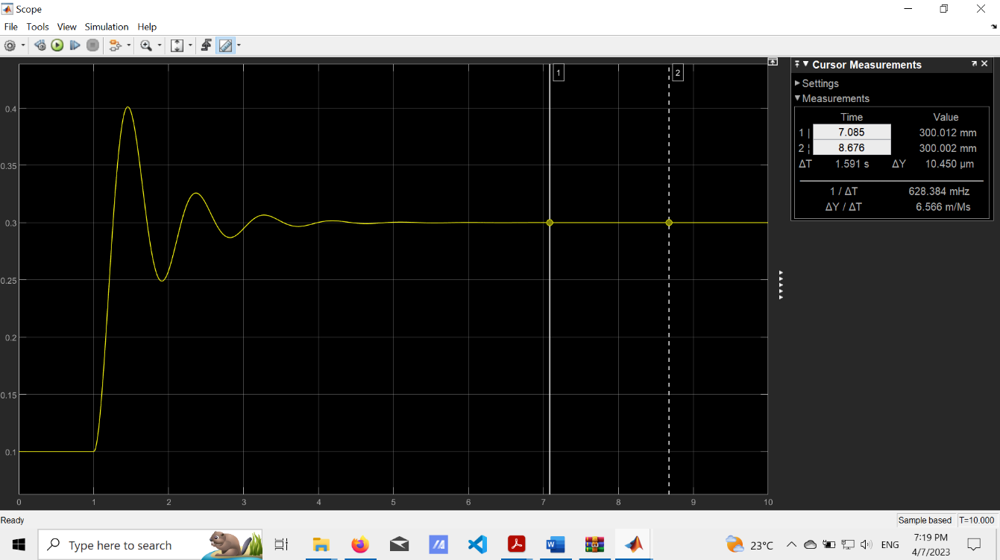 Scope
File Tools View Simulation Help
1
2
0.4
0.35
0.3
0.25
0.2
0.15
0.1
0 1 2 3 4 5 6 7 8 9 10
Cursor Measurements
Settings
Measurements
Time Value
1 | 7.085 300.012 mm
2 ¦ 8.676 300.002 mm
ΔT 1.591 s ΔY 10.450 µm
1 / ΔT 628.384 mHz
ΔY / ΔT 6.566 m/Ms
Ready
Sample based T=10.000
Type here to search
23°C
ENG
7:19 PM
4/7/2023